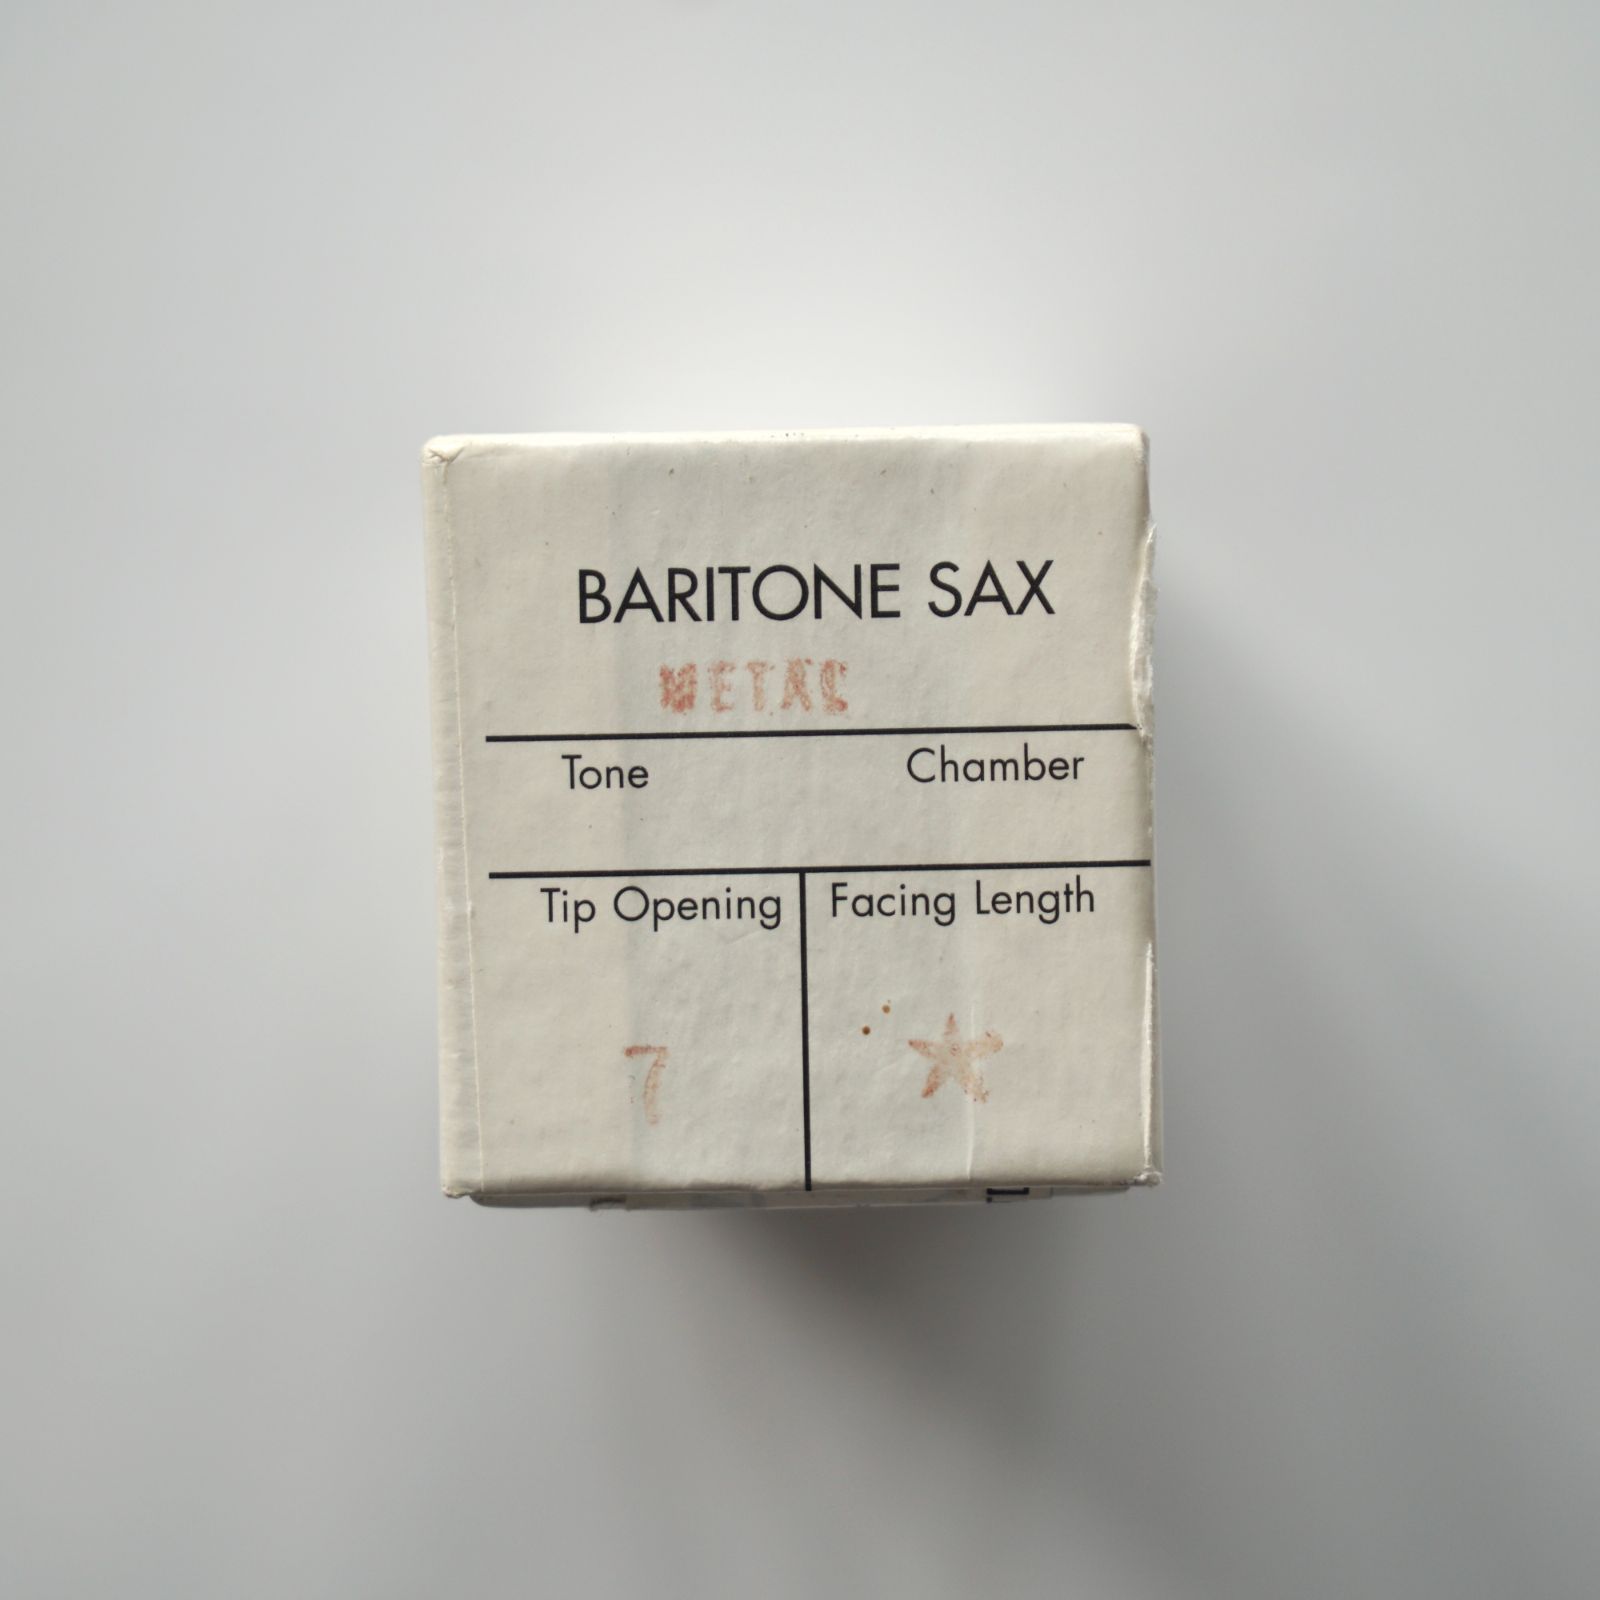 BARITONE SAX
METAL
Tone Chamber
Tip Opening Facing Length
7 ★